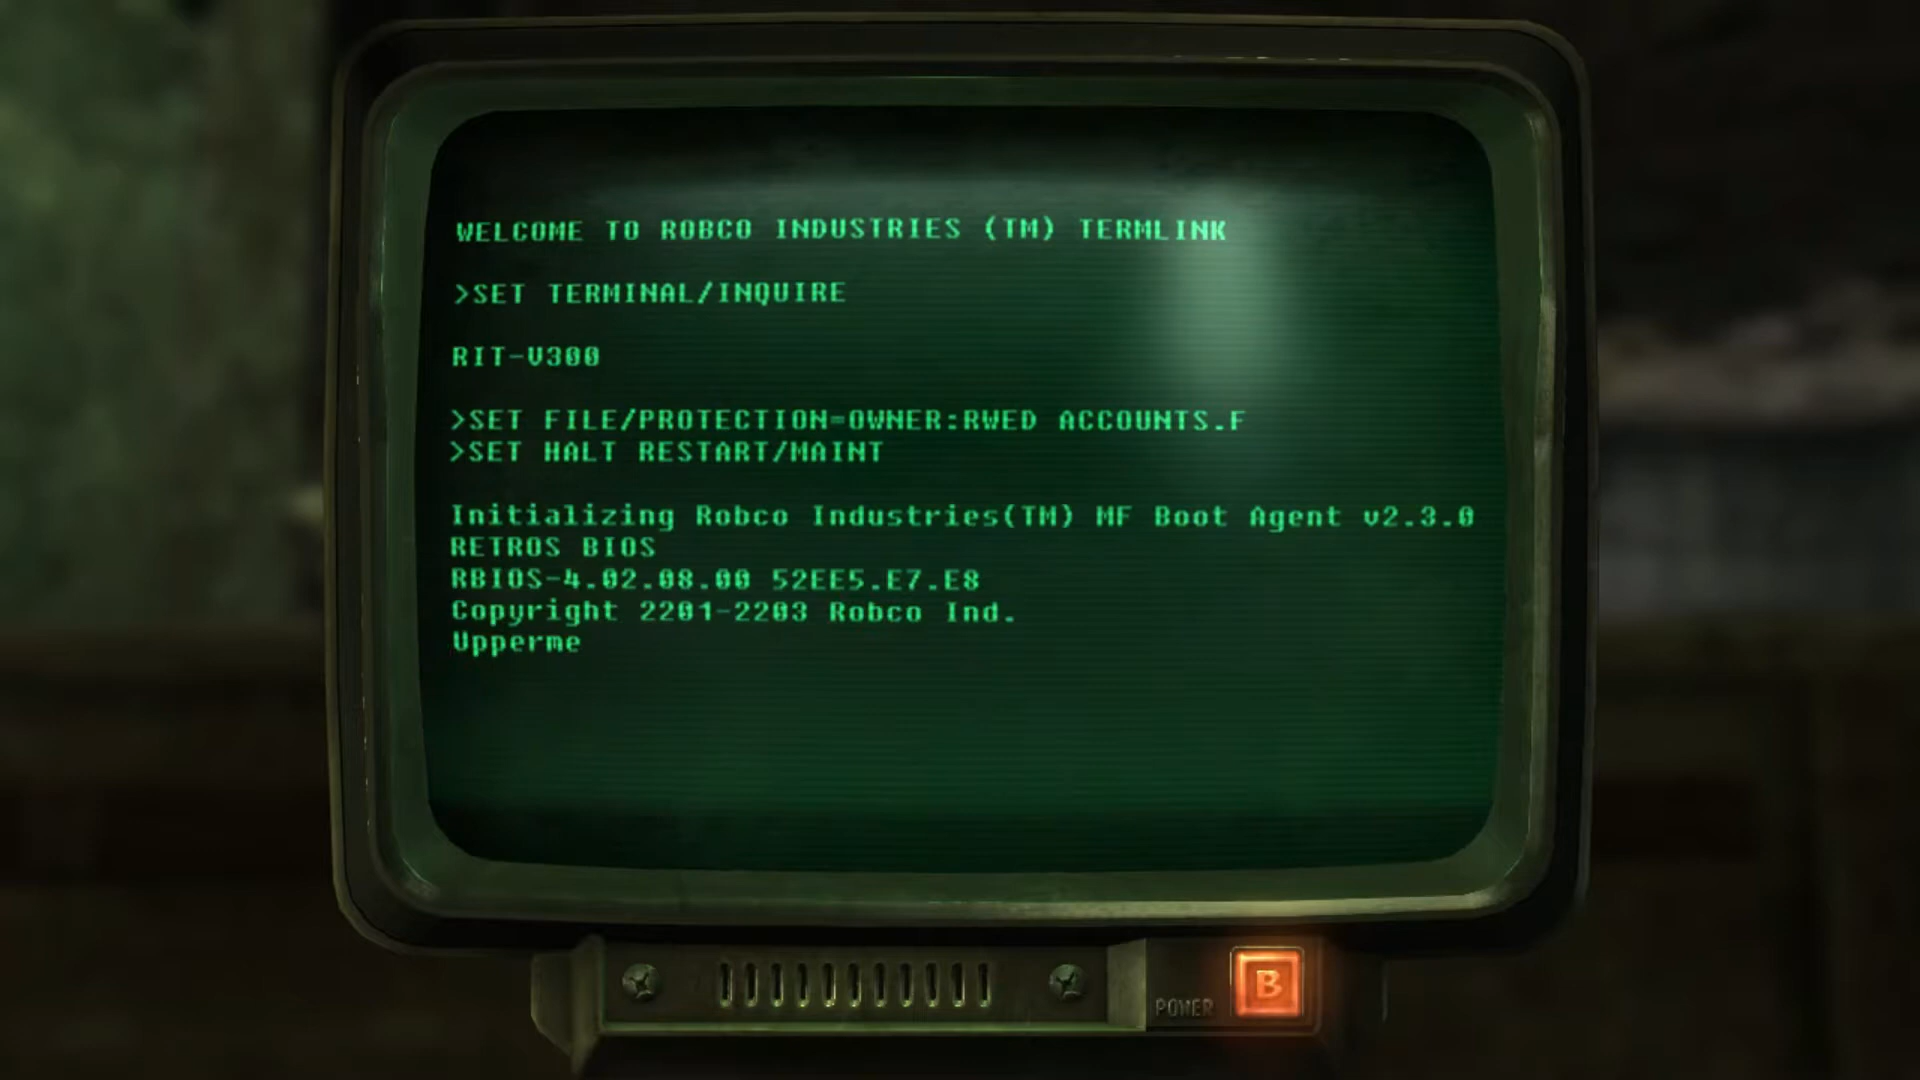 WELCOME TO ROBCO INDUSTRIES (TM) TERMLINK
>SET TERMINAL/INQUIRE
RIT-V300
>SET FILE/PROTECTION=OWNER:RWED ACCOUNTS.F
>SET HALT RESTART/MAINT
Initializing Robco Industries(TM) MF Boot Agent v2.3.0
RETROS BIOS
RBIOS-4.02.08.00 52EE5.E7.E8
Copyright 2201-2203 Robco Ind.
Upperme
POWER
B